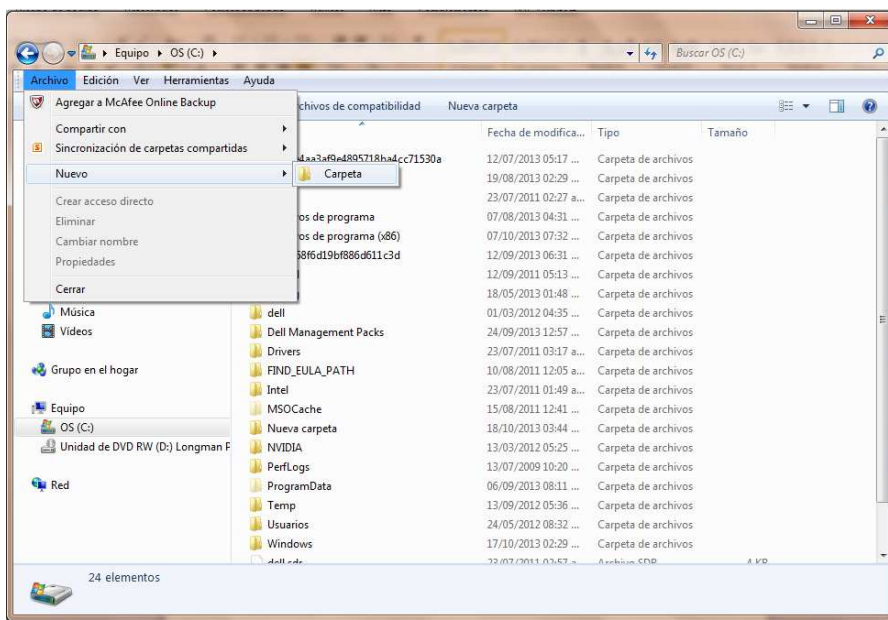 Equipo ▸ OS (C:) ▸
Buscar OS (C:)
Archivo Edición Ver Herramientas Ayuda
Agregar a McAfee Online Backup
Compartir con
Sincronización de carpetas compartidas
Nuevo
Carpeta
Crear acceso directo
Eliminar
Cambiar nombre
Propiedades
Cerrar
chivos de compatibilidad Nueva carpeta
Fecha de modifica... Tipo Tamaño
12/07/2013 05:17 ... Carpeta de archivos
19/08/2013 02:29 ... Carpeta de archivos
23/07/2011 02:27 a... Carpeta de archivos
os de programa 07/08/2013 04:31 ... Carpeta de archivos
os de programa (x86) 07/10/2013 07:32 ... Carpeta de archivos
12/09/2013 06:31 ... Carpeta de archivos
12/09/2011 05:13 ... Carpeta de archivos
18/05/2013 01:48 ... Carpeta de archivos
Música
Vídeos
Grupo en el hogar
Equipo
OS (C:)
Unidad de DVD RW (D:) Longman P
Red
dell 01/03/2012 04:35 ... Carpeta de archivos
Dell Management Packs 24/09/2013 12:57 ... Carpeta de archivos
Drivers 23/07/2011 03:17 a... Carpeta de archivos
FIND_EULA_PATH 10/08/2011 12:05 a... Carpeta de archivos
Intel 23/07/2011 01:49 a... Carpeta de archivos
MSOCache 15/08/2011 12:41 ... Carpeta de archivos
Nueva carpeta 18/10/2013 03:44 ... Carpeta de archivos
NVIDIA 13/03/2012 05:25 ... Carpeta de archivos
PerfLogs 13/07/2009 10:20 ... Carpeta de archivos
ProgramData 06/09/2013 08:11 ... Carpeta de archivos
Temp 13/09/2012 05:36 ... Carpeta de archivos
Usuarios 24/05/2012 08:32 ... Carpeta de archivos
Windows 17/10/2013 02:29 ... Carpeta de archivos
24 elementos